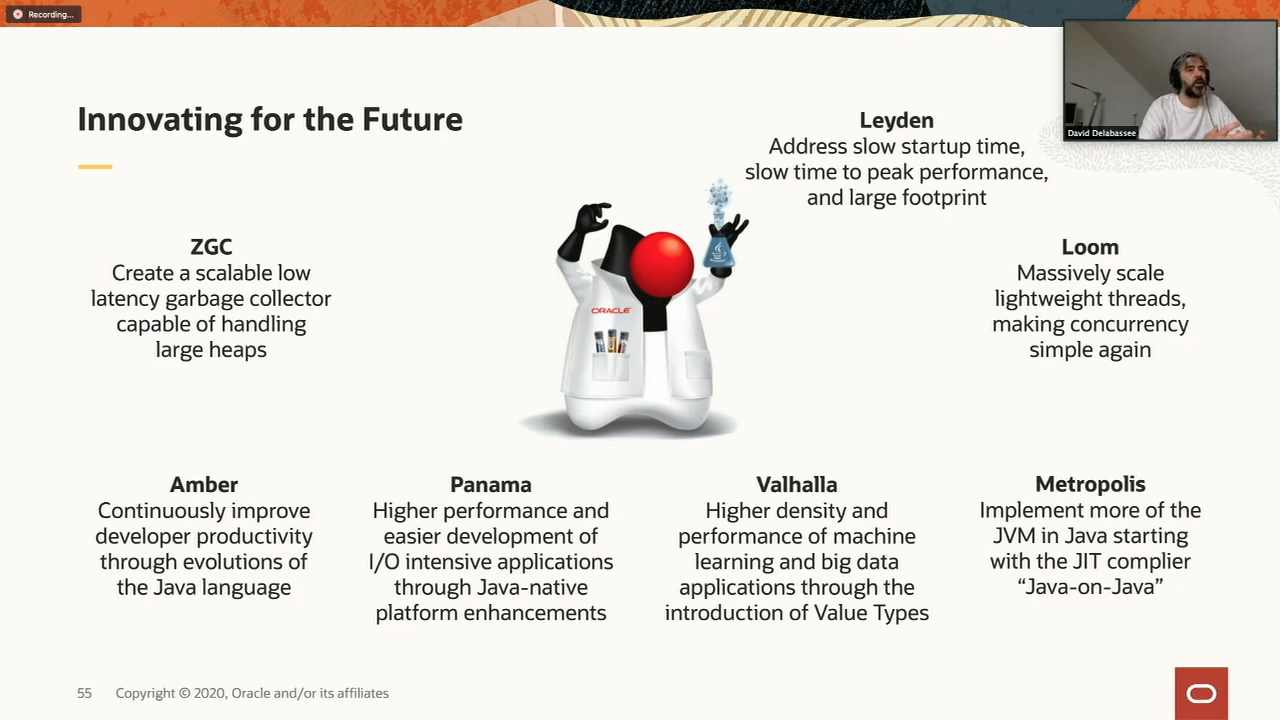 Recording...
David Delabassee
Innovating for the Future
Leyden
Address slow startup time,
slow time to peak performance,
and large footprint
ZGC
Create a scalable low
latency garbage collector
capable of handling
large heaps
ORACLE
Loom
Massively scale
lightweight threads,
making concurrency
simple again
Amber
Continuously improve
developer productivity
through evolutions of
the Java language
Panama
Higher performance and
easier development of
I/O intensive applications
through Java-native
platform enhancements
Valhalla
Higher density and
performance of machine
learning and big data
applications through the
introduction of Value Types
Metropolis
Implement more of the
JVM in Java starting
with the JIT complier
“Java-on-Java”
55 Copyright © 2020, Oracle and/or its affiliates